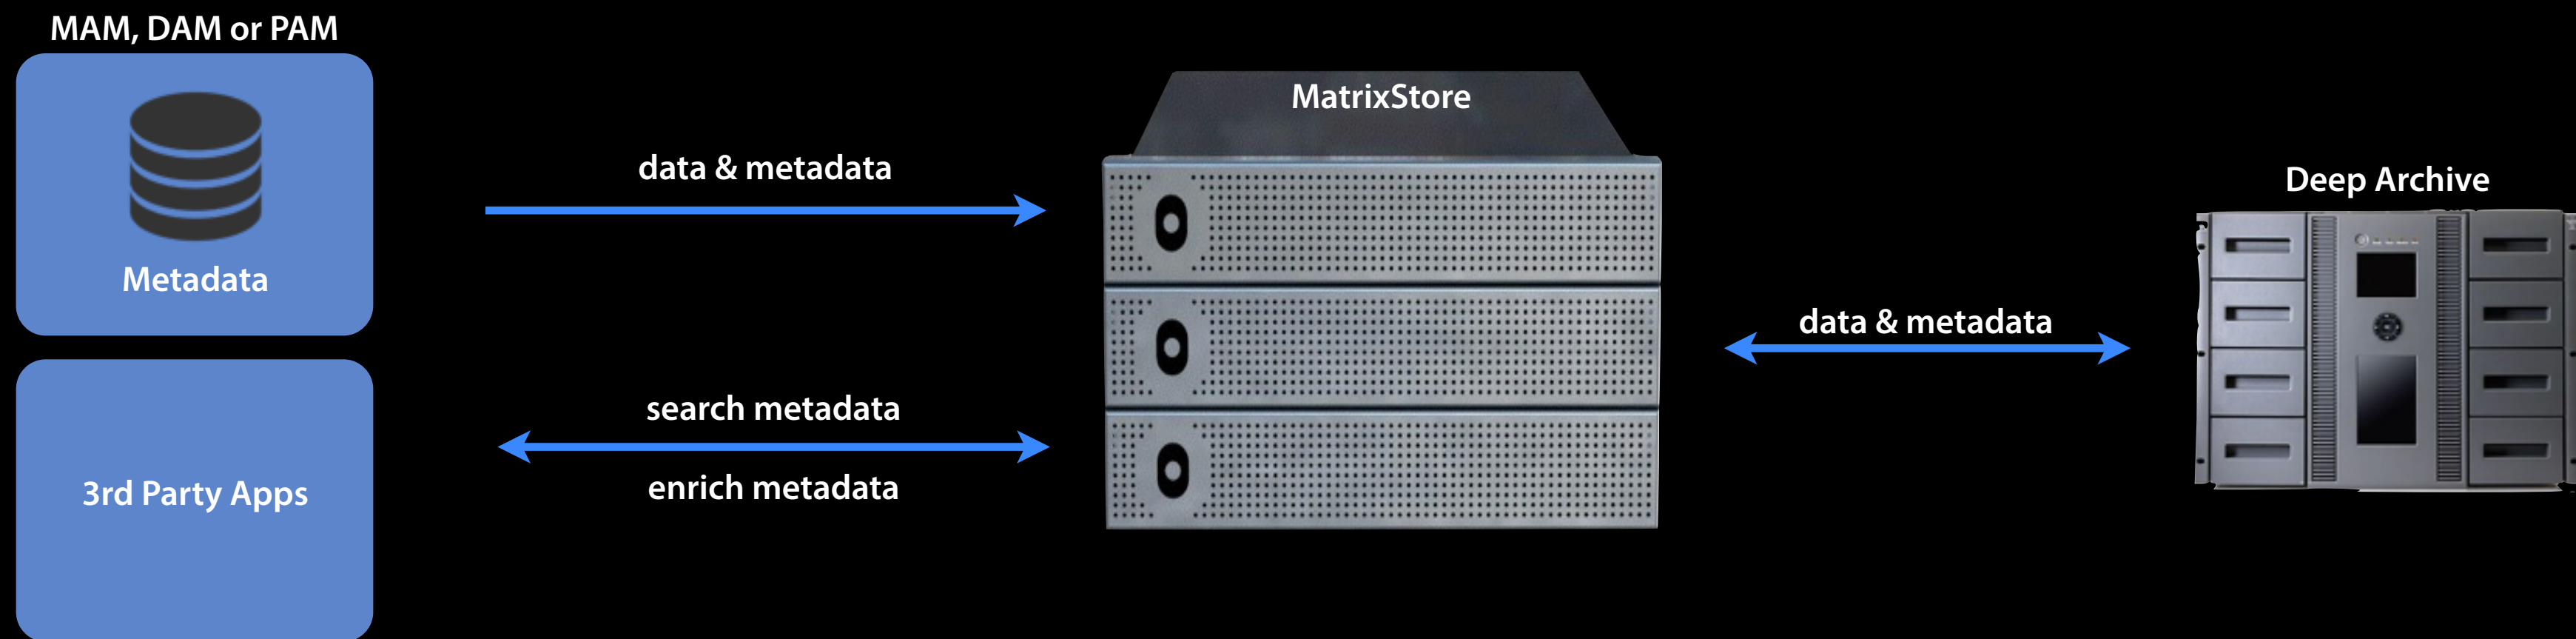 MAM, DAM or PAM
Metadata
3rd Party Apps
data & metadata
search metadata
enrich metadata
MatrixStore
data & metadata
Deep Archive